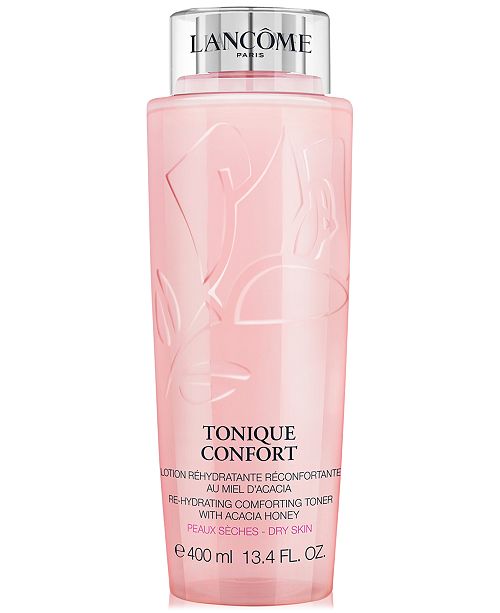 LANCÔME
PARIS
TONIQUE
CONFORT
LOTION RÉHYDRATANTE RÉCONFORTANTE
AU MIEL D'ACACIA
RE-HYDRATING COMFORTING TONER
WITH ACACIA HONEY
PEAUX SÈCHES - DRY SKIN
e 400 ml 13.4 FL. OZ.